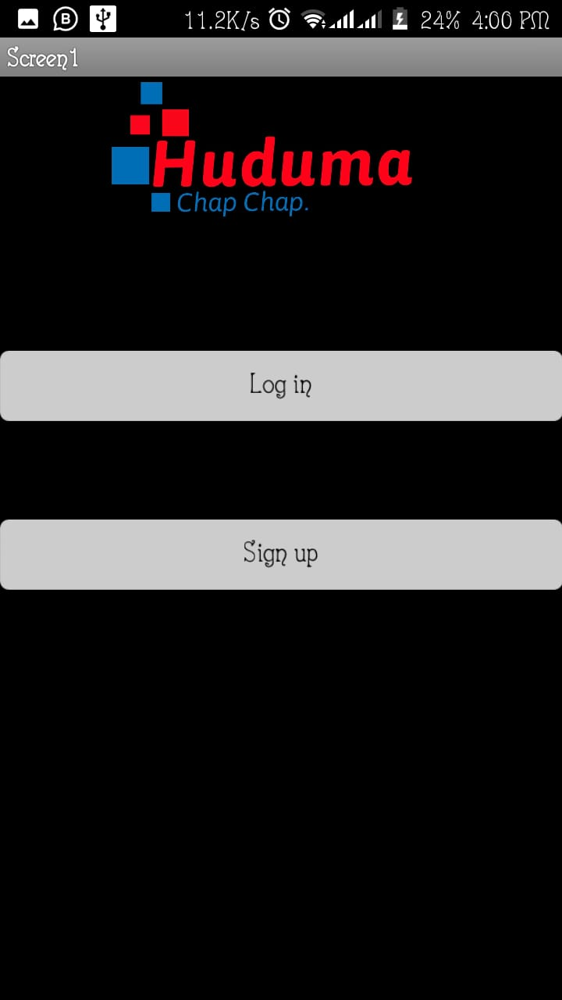 11.2K/s 24% 4:00 PM
Screen1
Huduma
Chap Chap.
Log in
Sign up